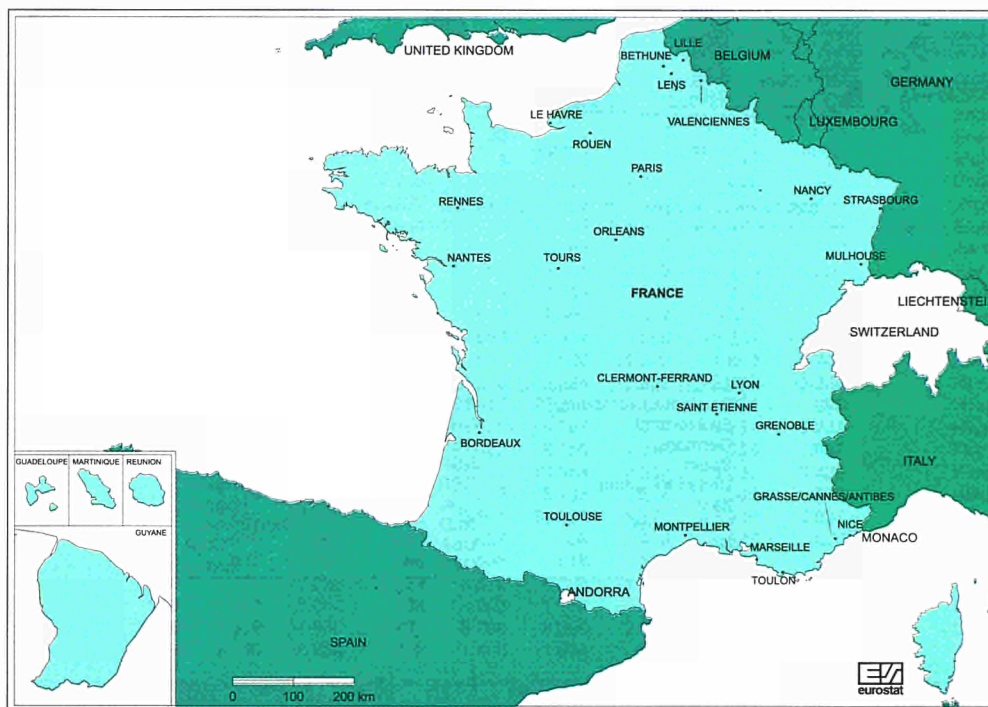 UNITED KINGDOM
LILLE
BETHUNE
BELGIUM
LENS
GERMANY
LE HAVRE
VALENCIENNES
LUXEMBOURG
ROUEN
PARIS
NANCY
STRASBOURG
RENNES
ORLEANS
NANTES
TOURS
MULHOUSE
FRANCE
LIECHTENSTEIN
SWITZERLAND
CLERMONT-FERRAND
LYON
SAINT ETIENNE
GRENOBLE
BORDEAUX
ITALY
GUADELOUPE
MARTINIQUE
REUNION
GRASSE/CANNES/ANTIBES
TOULOUSE
MONTPELLIER
NICE
GUYANE
MONACO
MARSEILLE
TOULON
ANDORRA
SPAIN
0 100 200 km
eurostat